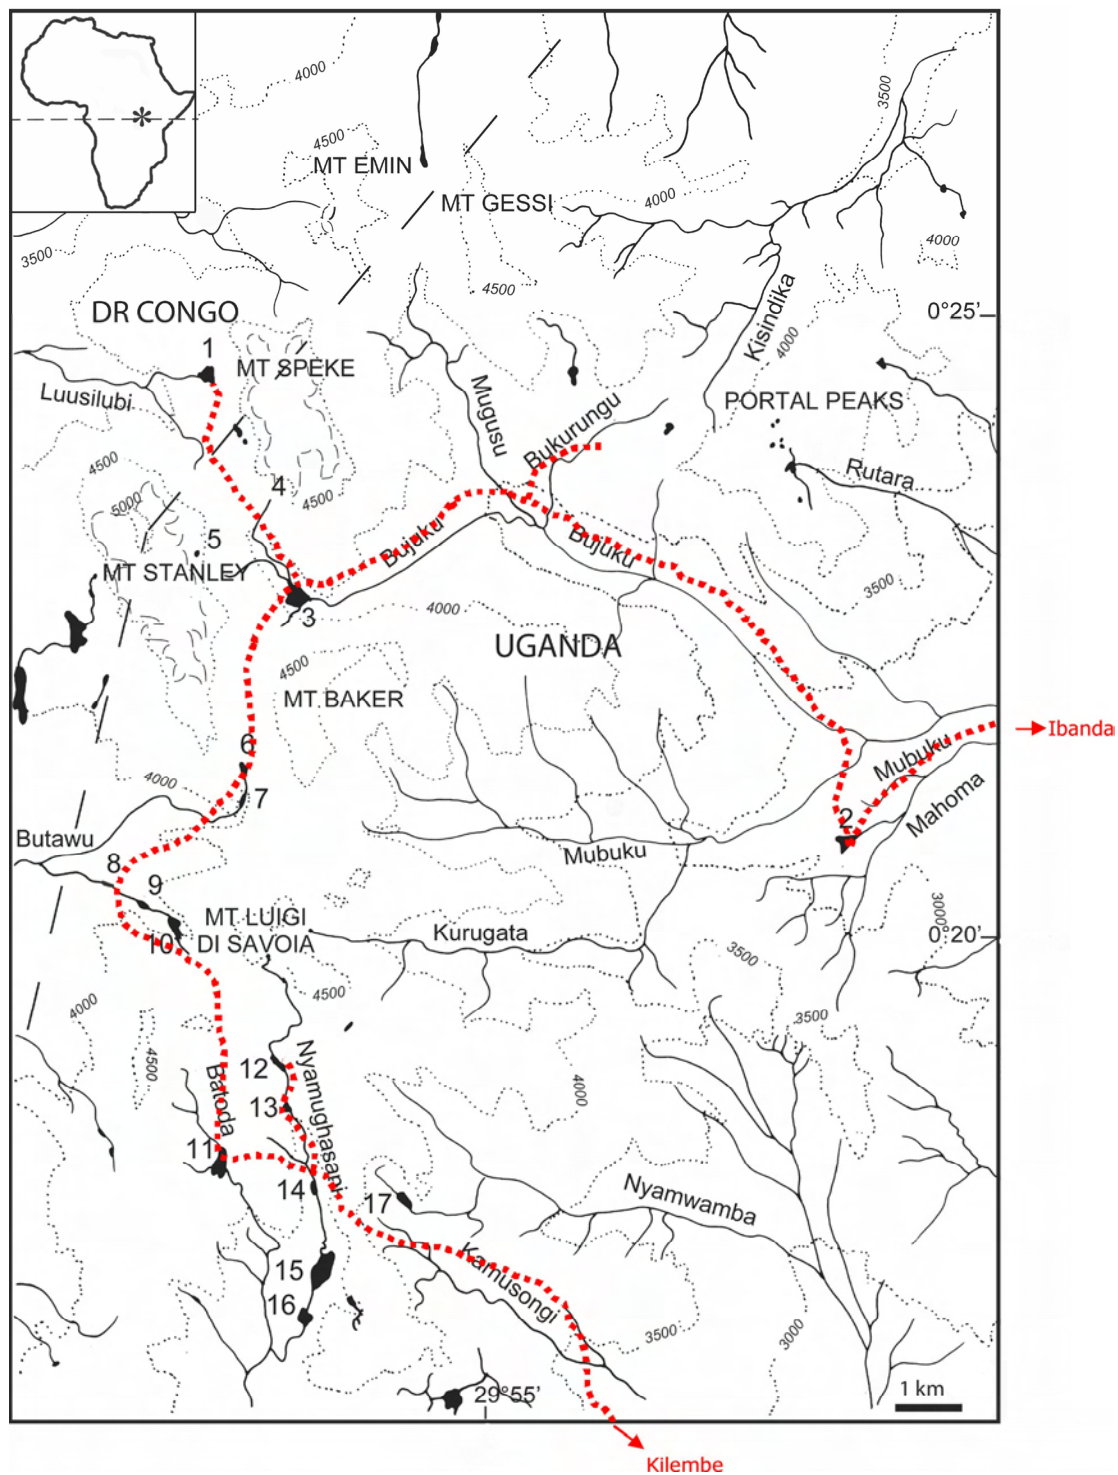 4000
3500
4500
MT EMIN
MT GESSI
4000
4000
3500
4500
DR CONGO
0°25'
Kisindika
4000
1
MT SPEKE
Luusilubi
Mugusu
Bukurungu
PORTAL PEAKS
4500
Rutara
5000
4
4500
5
Bujuku
Bujuku
MT STANLEY
3500
3
4000
UGANDA
4500
MT BAKER
Ibanda
6
Mubuku
4000
7
Mahoma
2
Butawu
Mubuku
8
9
3000
MT LUIGI
DI SAVOIA
10
Kurugata
0°20'
3500
4500
4000
3500
4500
12
Nyamughasani
4000
Batoda
13
11
14
17
Nyamwamba
15
Kamusongi
16
3500
3000
1 km
29°55'
Kilembe